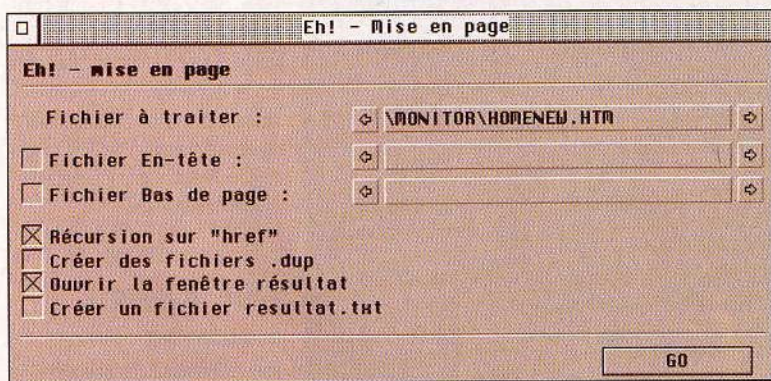 Eh! - Mise en page
Eh! - mise en page
Fichier à traiter : \MONITOR\HOMENEW.HTM
Fichier En-tête :
Fichier Bas de page :
Récursion sur "href"
Créer des fichiers .dup
Ouvrir la fenêtre résultat
Créer un fichier resultat.txt
GO